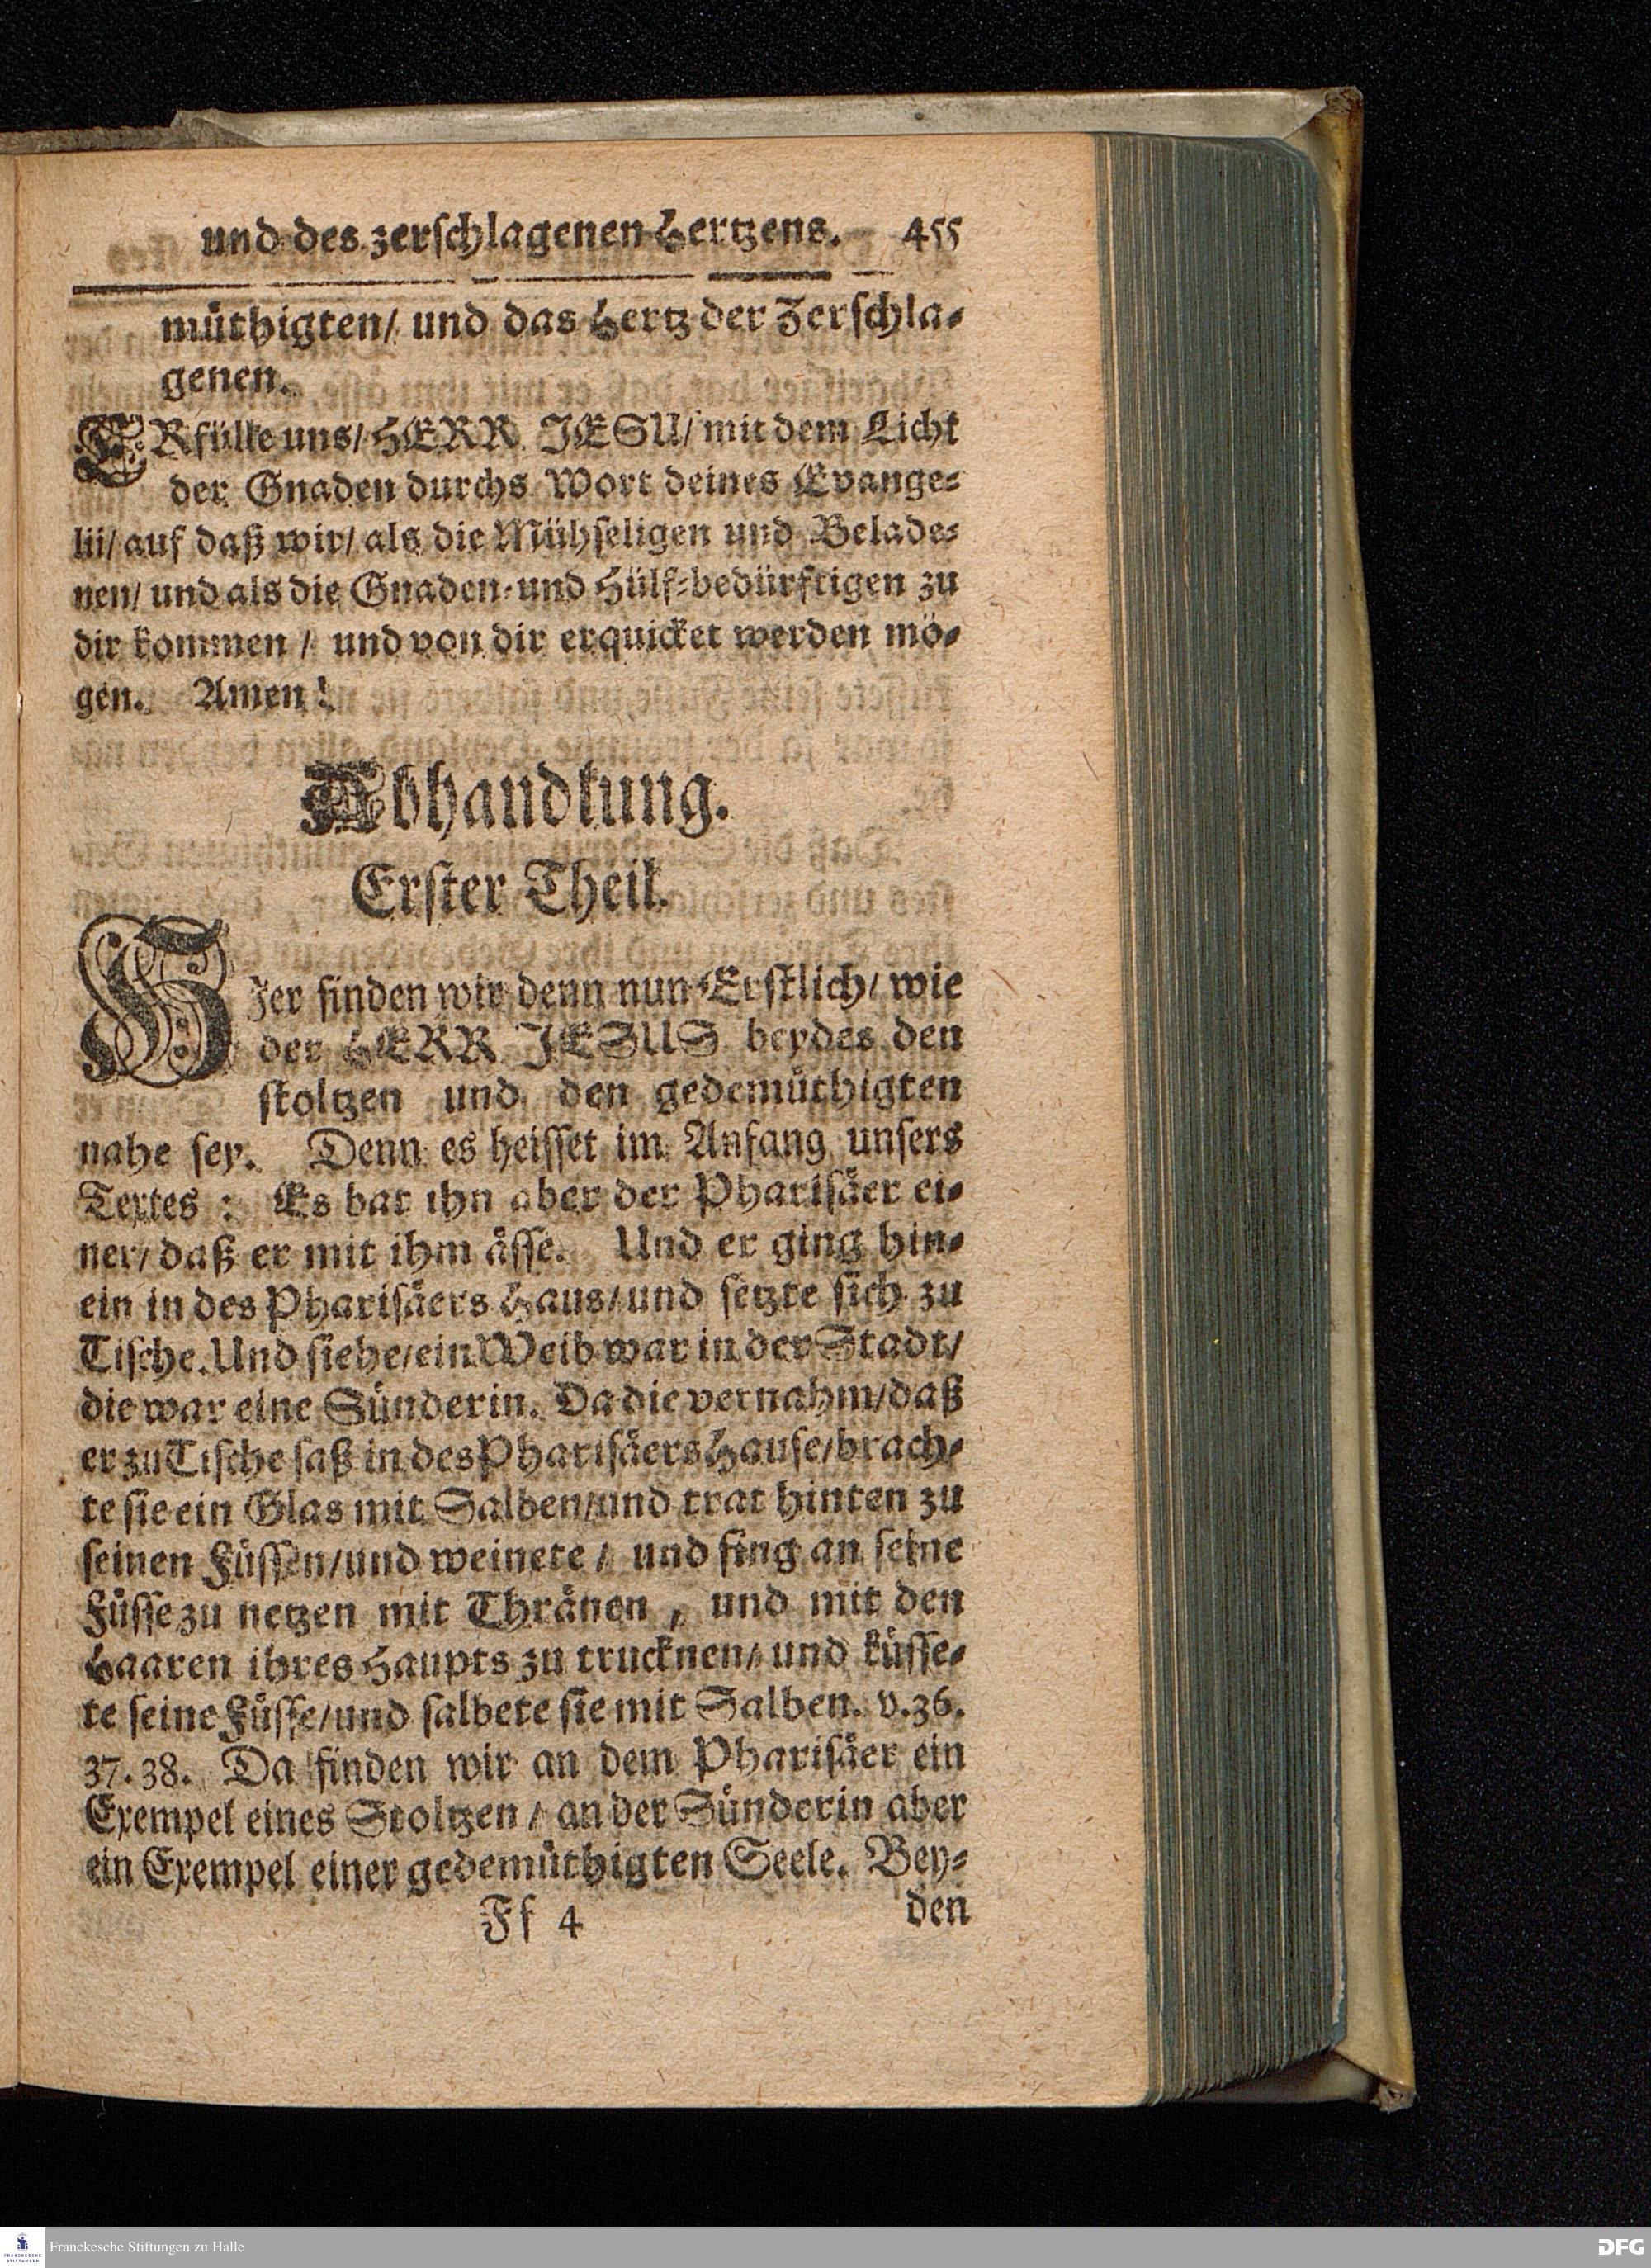 und des zerschlagenen Hertzens. 455
müthigten/ und das Hertz der Zerschla-
genen.
ERfülle uns/ HERR JESU/ mit dem Licht
der Gnaden durchs Wort deines Evange-
lii/ auf daß wir/ als die Mühseligen und Belade-
nen/ und als die Gnaden- und Hülf-bedürftigen zu
dir kommen / und von dir erquicket werden mö-
gen. Amen!
Abhandlung.
Erster Theil.
HIer finden wir denn nun Erstlich/ wie
der HERR JESUS beydes den
stoltzen und den gedemüthigten
nahe sey. Denn es heisset im Anfang unsers
Textes : Es bat ihn aber der Pharisäer ei-
ner/ daß er mit ihm ässe. Und er ging hin-
ein in des Pharisäers Haus/ und setzte sich zu
Tische. Und siehe/ ein Weib war in der Stadt/
die war eine Sünderin. Da die vernahm/ daß
er zu Tische saß in des Pharisäers Hause/ brach-
te sie ein Glas mit Salben/ und trat hinten zu
seinen Füssen/ und weinete / und fing an seine
Füsse zu netzen mit Thränen , und mit den
Haaren ihres Haupts zu trucknen/ und küsse-
te seine Füsse/ und salbete sie mit Salben. v.36.
37.38. Da finden wir an dem Pharisäer ein
Exempel eines Stoltzen / an der Sünderin aber
ein Exempel einer gedemüthigten Seele. Bey-
Ff 4 den
FRANCKESCHE STIFTUNGEN
Franckesche Stiftungen zu Halle
DFG